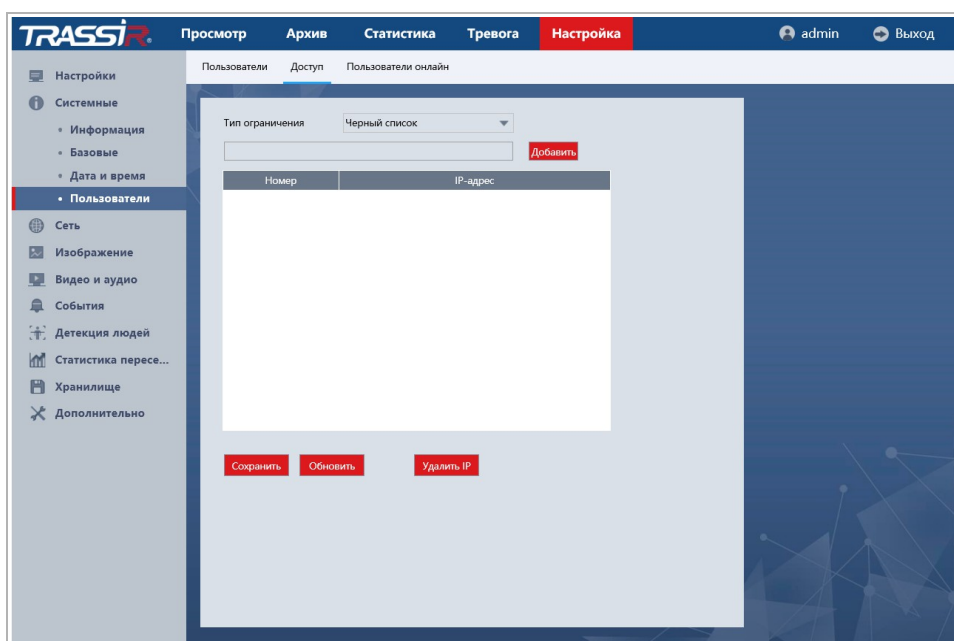 TRASSIR Просмотр Архив Статистика Тревога Настройка admin Выход
Пользователи Доступ Пользователи онлайн
Настройки
Системные
Информация
Базовые
Дата и время
Пользователи
Сеть
Изображение
Видео и аудио
События
Детекция людей
Статистика пересе...
Хранилище
Дополнительно
Тип ограничения Черный список
Добавить
Номер IP-адрес
Сохранить Обновить Удалить IP